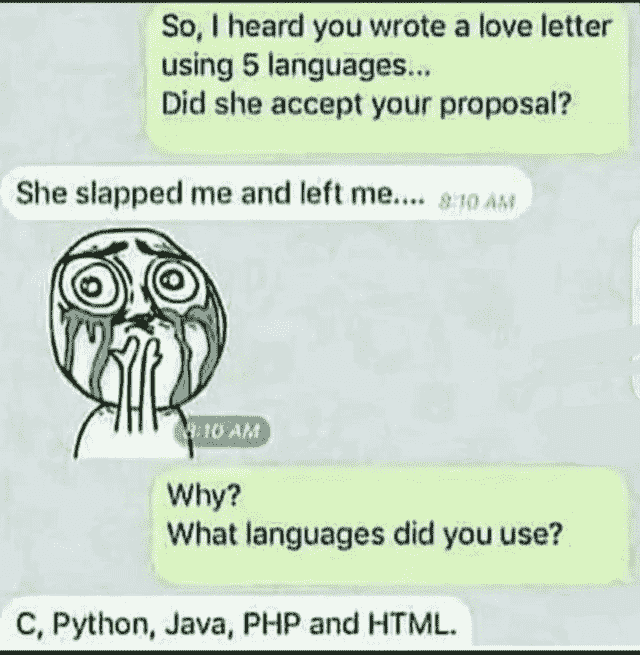 So, I heard you wrote a love letter
using 5 languages...
Did she accept your proposal?
She slapped me and left me.... 8:10 AM
8:10 AM
Why?
What languages did you use?
C, Python, Java, PHP and HTML.